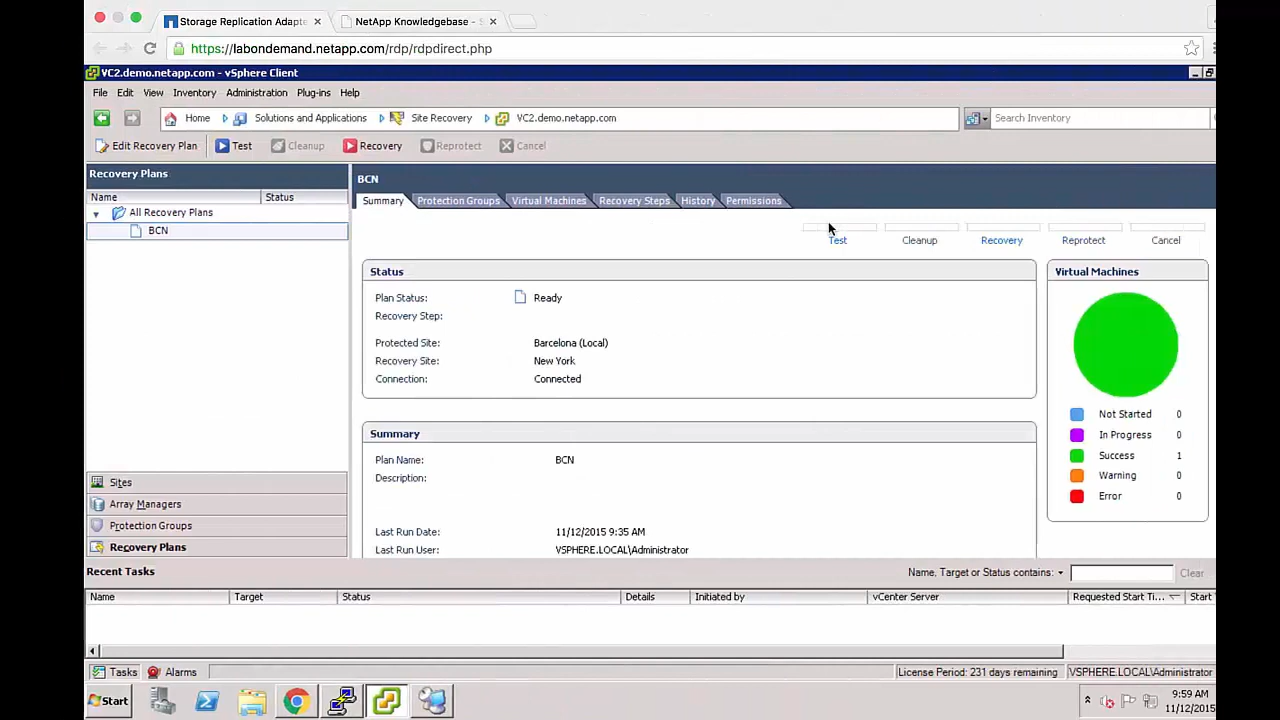 Storage Replication Adapte
NetApp Knowledgebase - S
https://labondemand.netapp.com/rdp/rdpdirect.php
VC2.demo.netapp.com - vSphere Client
File Edit View Inventory Administration Plug-ins Help
Home Solutions and Applications Site Recovery VC2.demo.netapp.com Search Inventory
Edit Recovery Plan Test Cleanup Recovery Reprotect Cancel
Recovery Plans
Name Status
All Recovery Plans
BCN
BCN
Summary Protection Groups Virtual Machines Recovery Steps History Permissions
Test Cleanup Recovery Reprotect Cancel
Status
Plan Status: Ready
Recovery Step:
Protected Site: Barcelona (Local)
Recovery Site: New York
Connection: Connected
Virtual Machines
Not Started 0
In Progress 0
Success 1
Warning 0
Error 0
Summary
Plan Name: BCN
Description:
Last Run Date: 11/12/2015 9:35 AM
Last Run User: VSPHERE.LOCAL\Administrator
Sites
Array Managers
Protection Groups
Recovery Plans
Recent Tasks
Name, Target or Status contains: Clear
Name Target Status Details Initiated by vCenter Server Requested Start Ti... Start
Tasks Alarms License Period: 231 days remaining VSPHERE.LOCAL\Administrator
Start
9:59 AM
11/12/2015